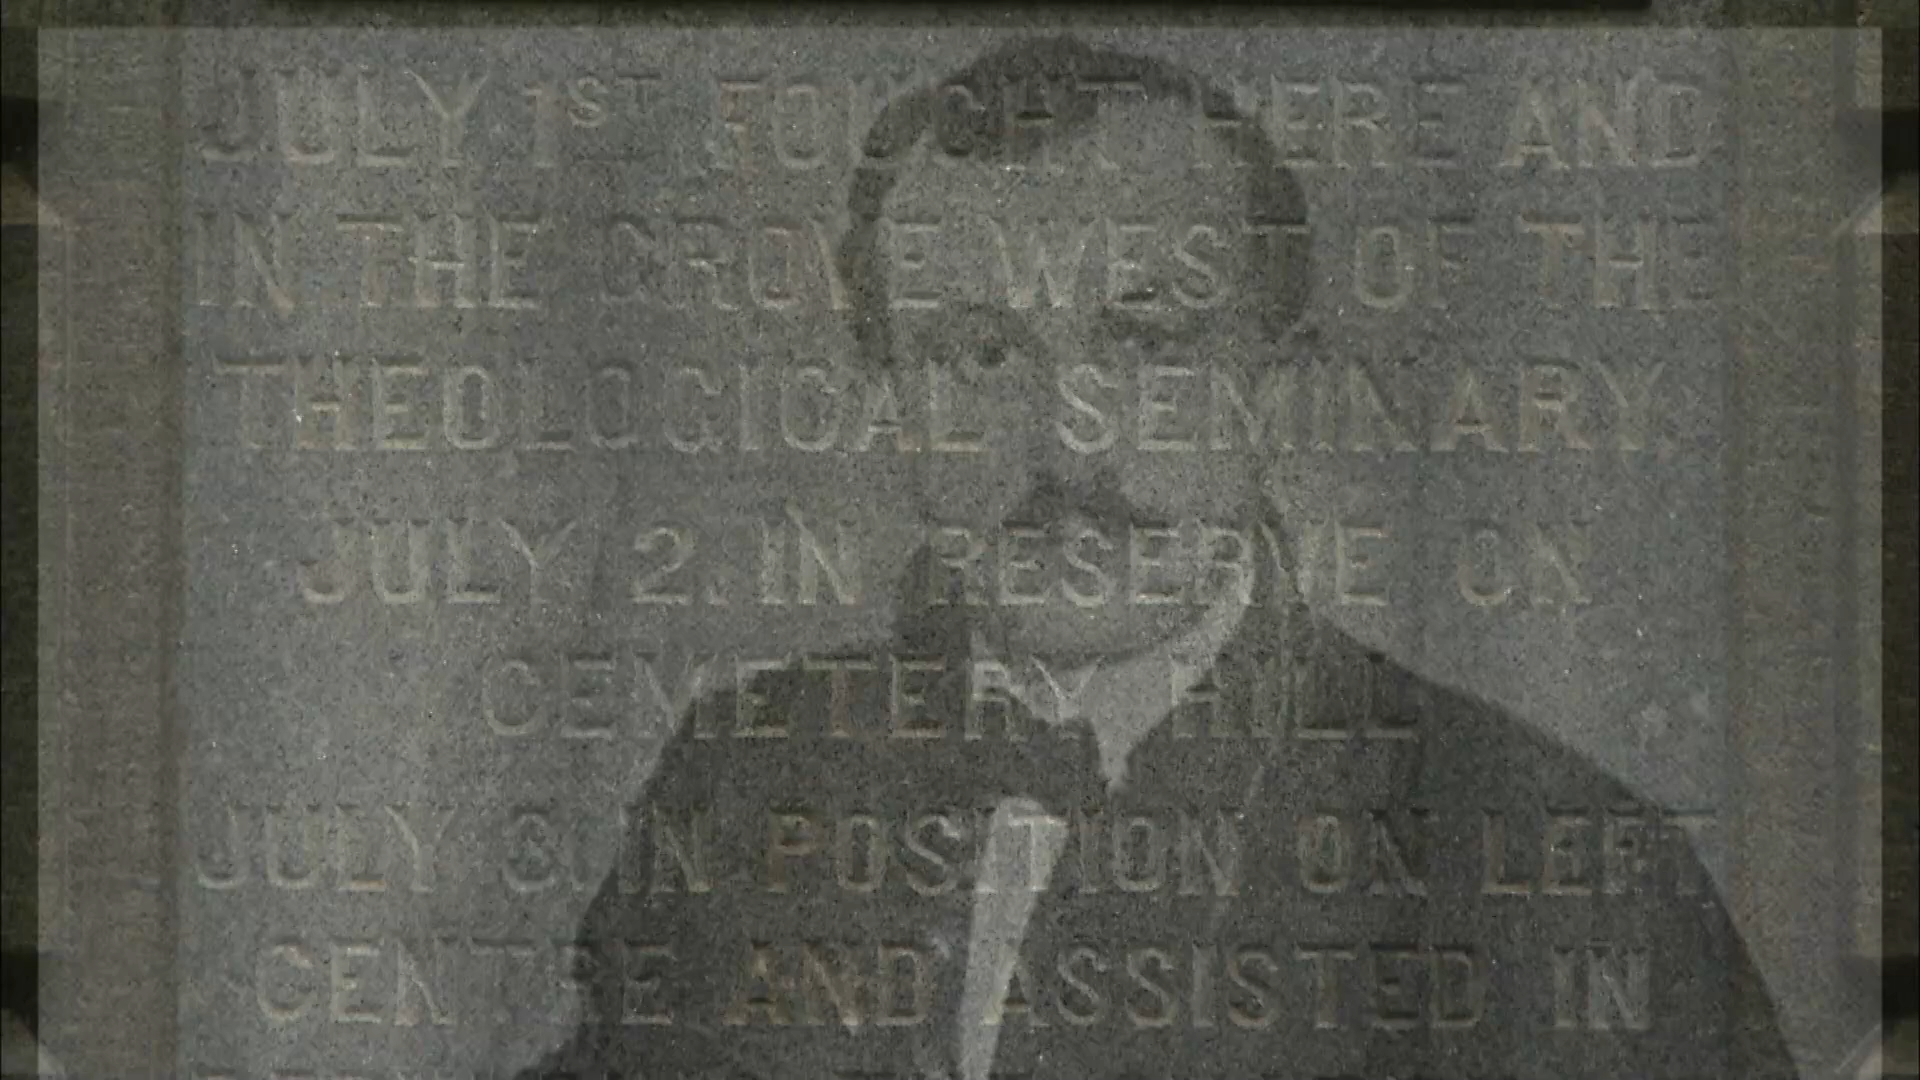 JULY 1ST FOUGHT HERE AND
IN THE GROVE WEST OF THE
THEOLOGICAL SEMINARY.
JULY 2. IN RESERVE ON
CEMETERY HILL
JULY 3. IN POSITION ON LEFT
CENTRE AND ASSISTED IN